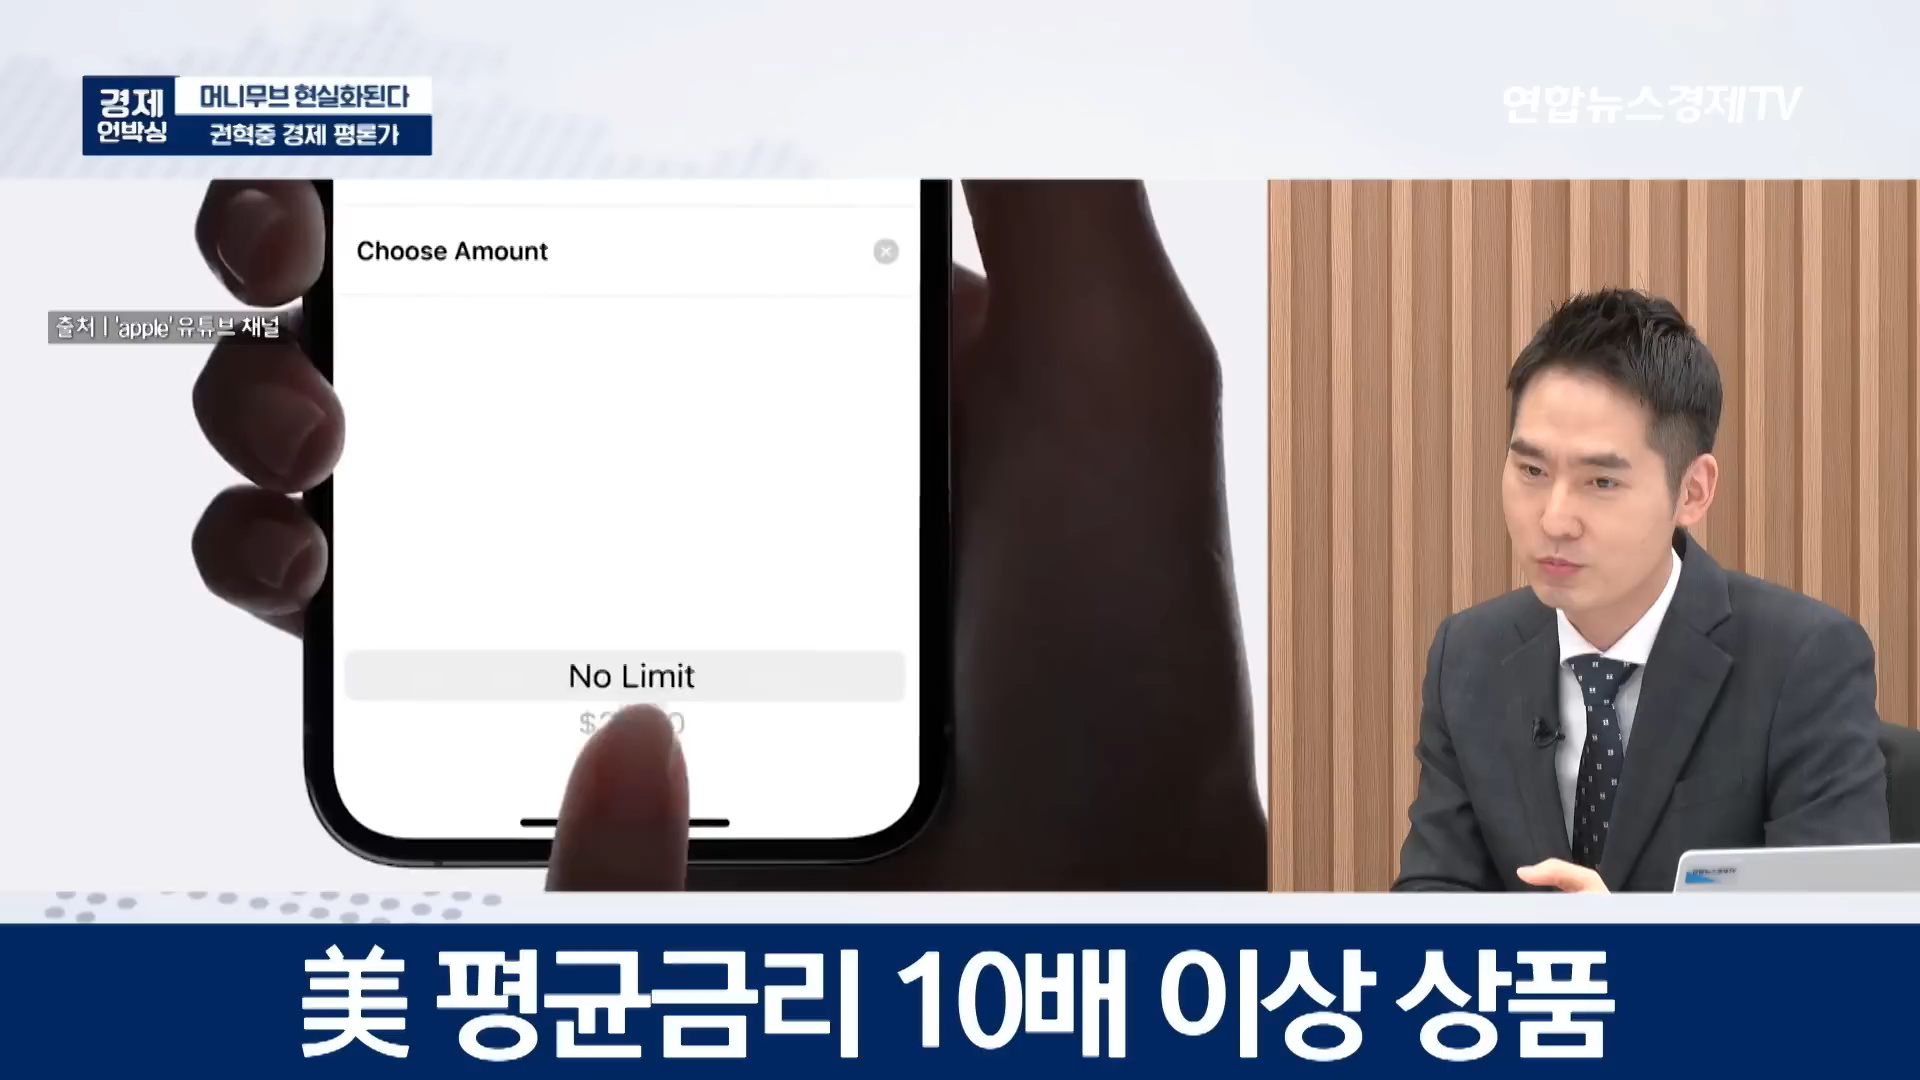 경제
언박싱
머니무브 현실화된다
권혁중 경제 평론가
연합뉴스경제TV
Choose Amount
출처 | 'apple' 유튜브 채널
No Limit
美 평균금리 10배 이상 상품